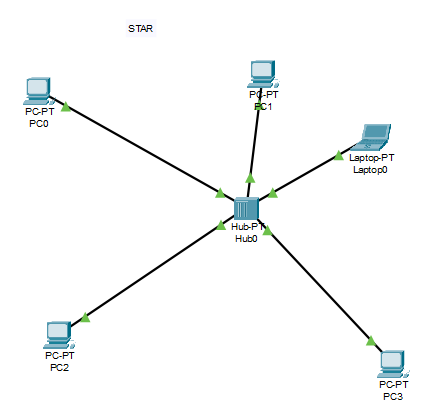 STAR
PC-PT
PC0
PC-PT
PC1
Laptop-PT
Laptop0
Hub-PT
Hub0
PC-PT
PC2
PC-PT
PC3